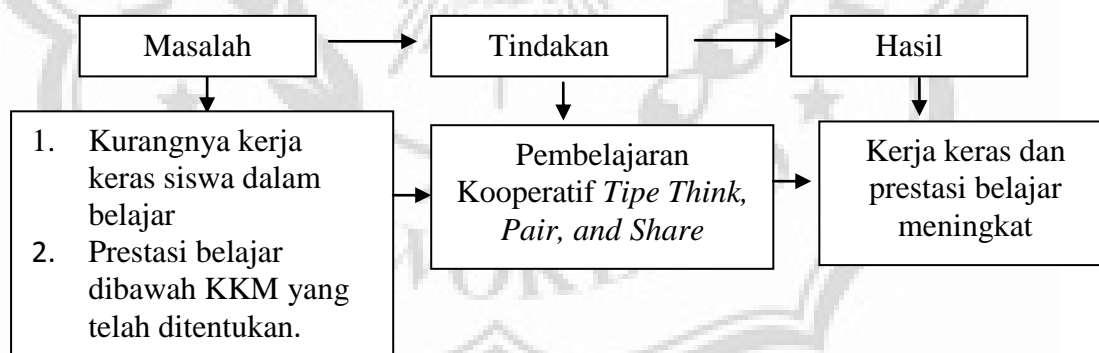 Masalah
Tindakan
Hasil
1. Kurangnya kerja
keras siswa dalam
belajar
2. Prestasi belajar
dibawah KKM yang
telah ditentukan.
Pembelajaran
Kooperatif Tipe Think,
Pair, and Share
Kerja keras dan
prestasi belajar
meningkat